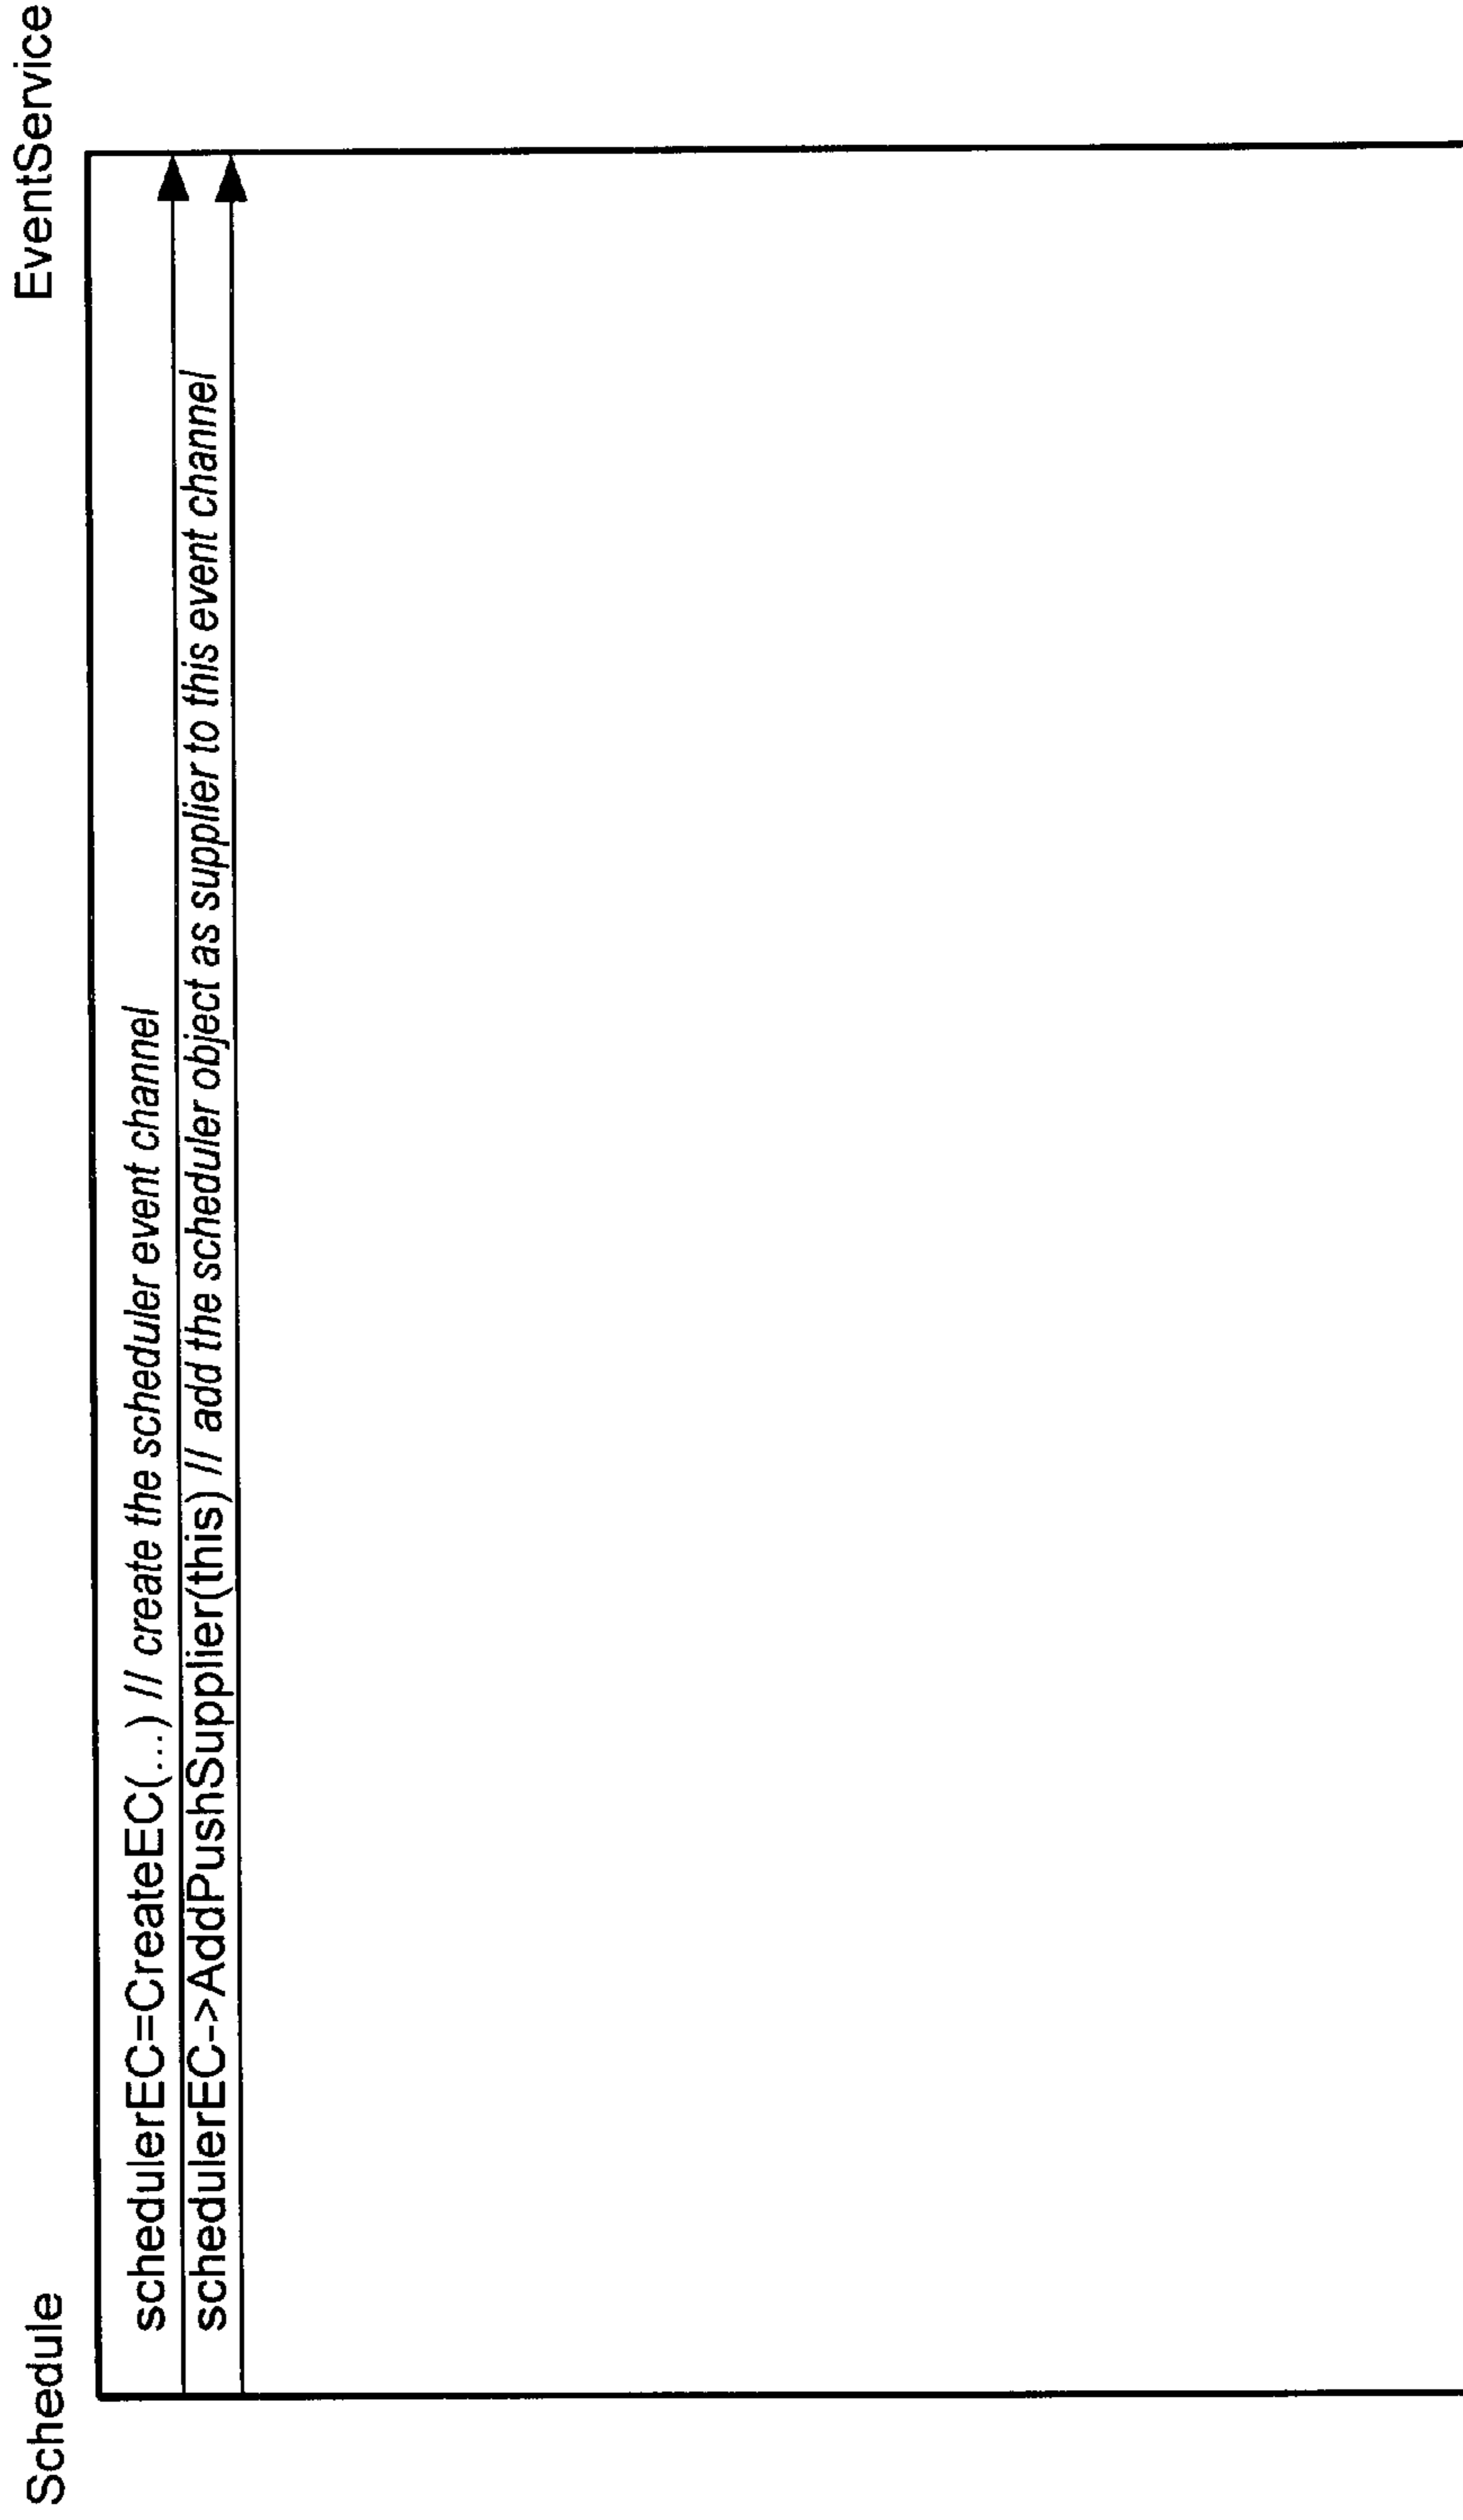 Schedule
EventService
schedulerEC=CreateEC(...) // create the scheduler event channel
schedulerEC->AddPushSupplier(this) // add the scheduler object as supplier to this event channel